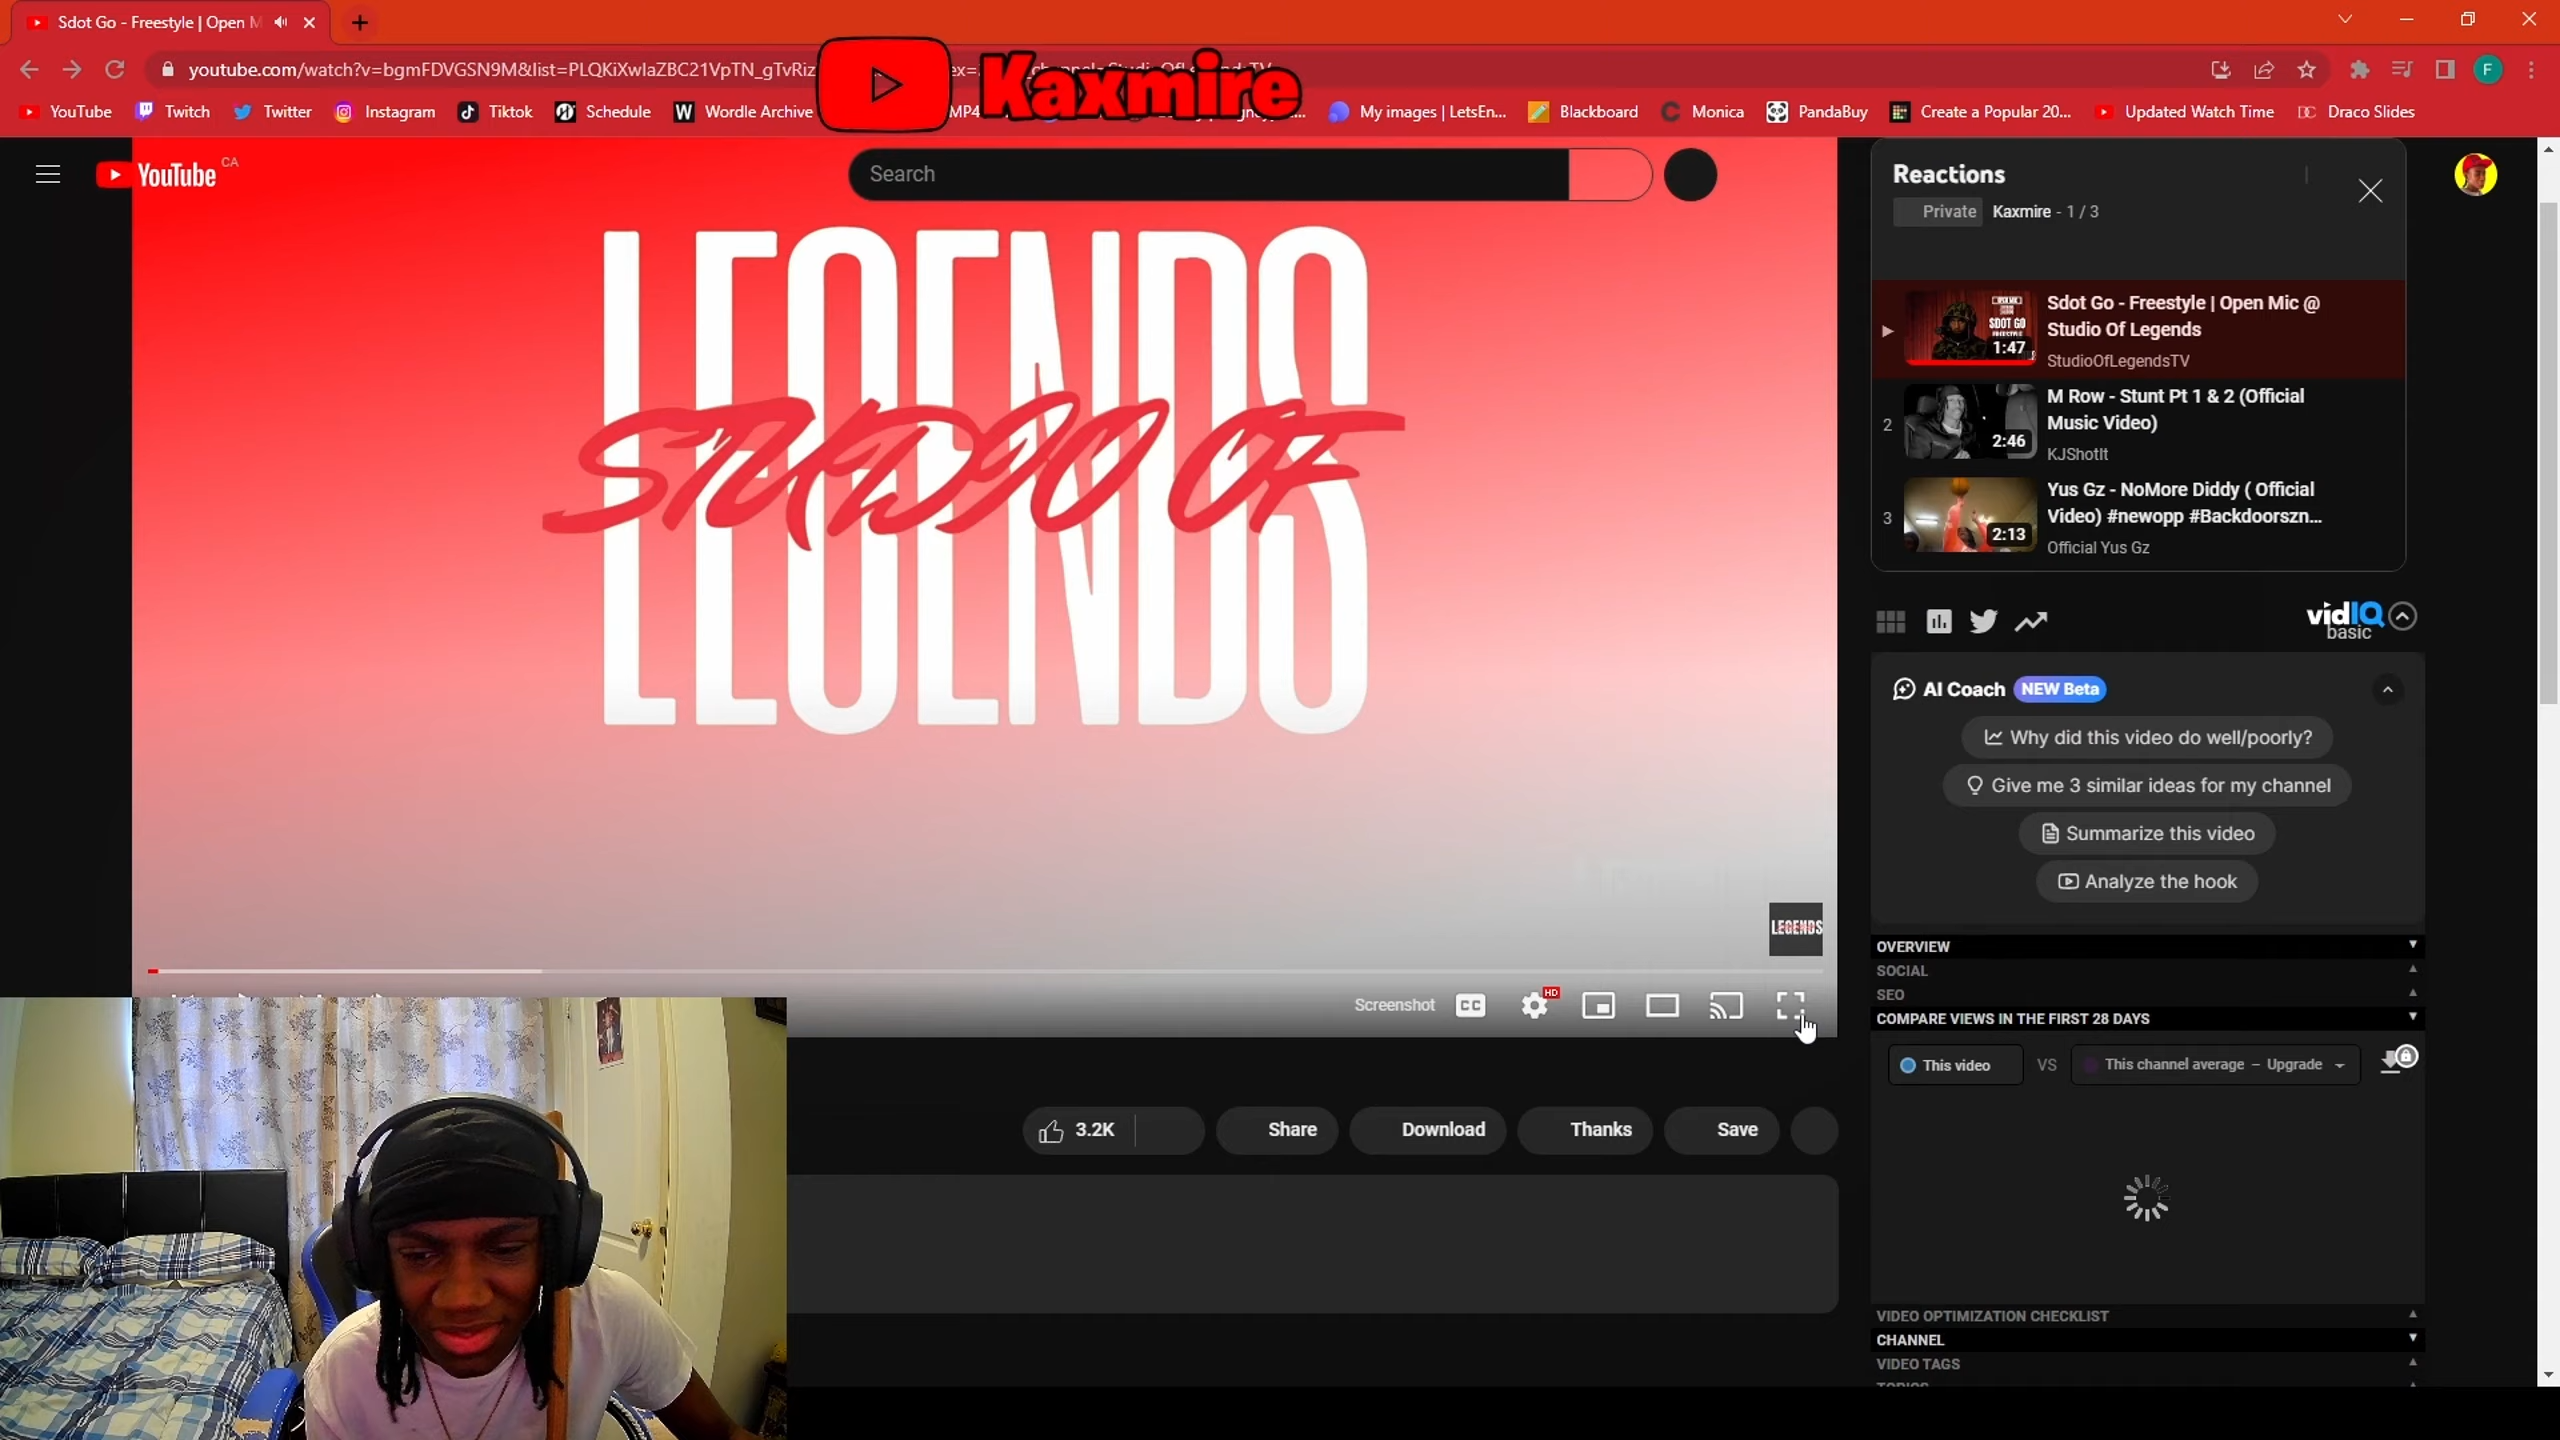 Sdot Go - Freestyle | Open M
youtube.com/watch?v=bgmFDVGSN9M&list=PLQKiXwlaZBC21VpTN_gTvRiz
Kaxmire
YouTube
Twitch
Twitter
Instagram
Tiktok
Schedule
Wordle Archive
MP4
My images | LetsEn...
Blackboard
Monica
PandaBuy
Create a Popular 20...
Updated Watch Time
Draco Slides
YouTube CA
Search
LEGENDS
STUDIO OF
LEGENDS
Screenshot
CC
HD
3.2K
Share
Download
Thanks
Save
Reactions
Private Kaxmire - 1 / 3
SDOT GO
FREESTYLE
1:47
Sdot Go - Freestyle | Open Mic @
Studio Of Legends
StudioOfLegendsTV
2
2:46
M Row - Stunt Pt 1 & 2 (Official
Music Video)
KJShotIt
3
2:13
Yus Gz - NoMore Diddy ( Official
Video) #newopp #Backdoorszn...
Official Yus Gz
vidIQ
basic
AI Coach NEW Beta
Why did this video do well/poorly?
Give me 3 similar ideas for my channel
Summarize this video
Analyze the hook
OVERVIEW
SOCIAL
SEO
COMPARE VIEWS IN THE FIRST 28 DAYS
This video VS This channel average – Upgrade
VIDEO OPTIMIZATION CHECKLIST
CHANNEL
VIDEO TAGS